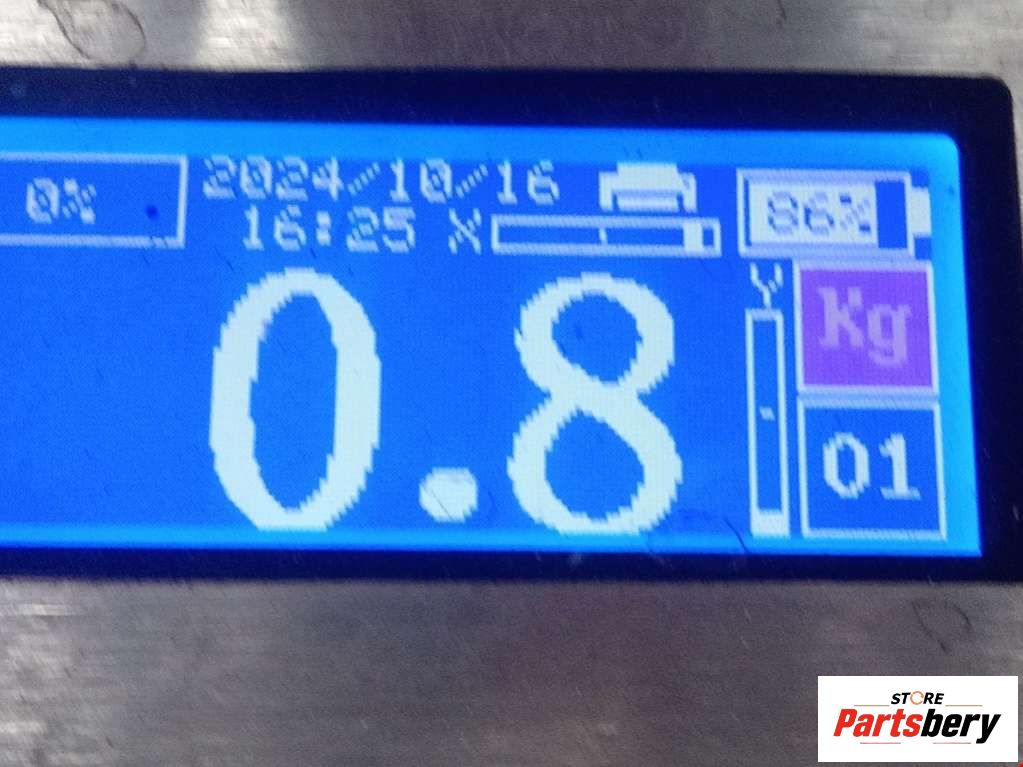 0%
2024/10/16
16:25 X
86%
0.8
Y
Kg
01
STORE
Partsbery